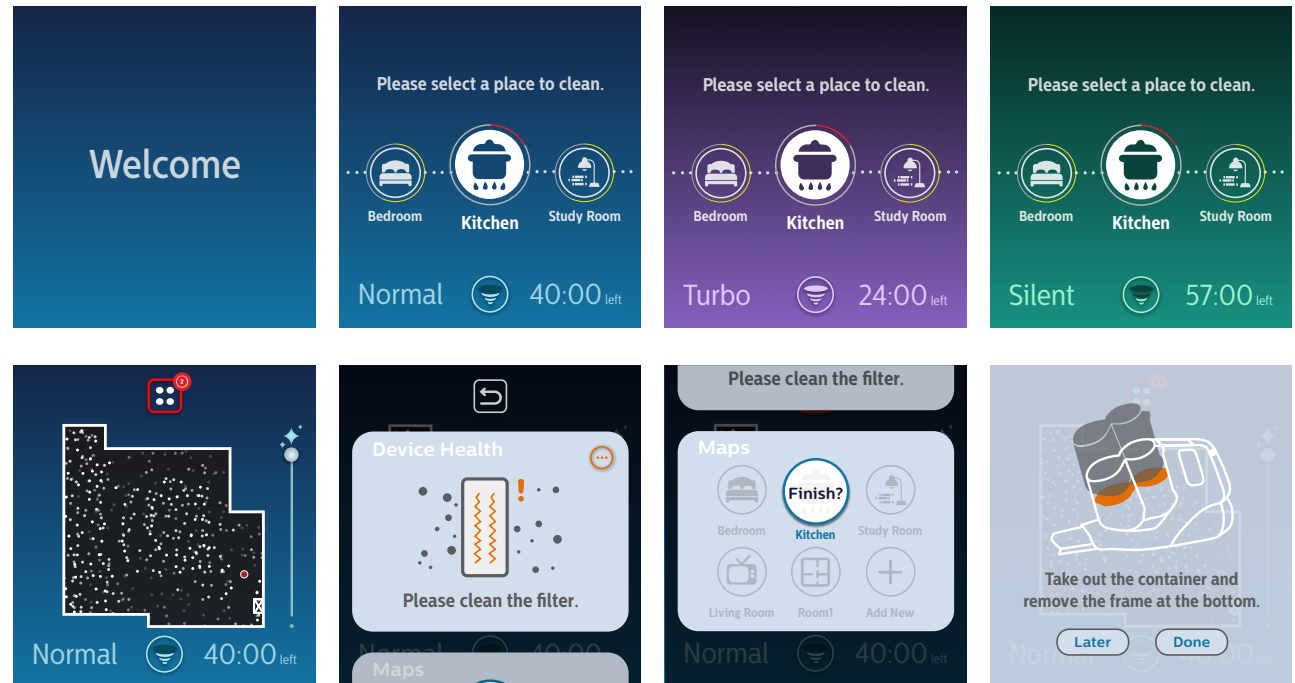 Welcome
Please select a place to clean.
Bedroom
Kitchen
Study Room
Normal
40:00 left
Please select a place to clean.
Bedroom
Kitchen
Study Room
Turbo
24:00 left
Please select a place to clean.
Bedroom
Kitchen
Study Room
Silent
57:00 left
2
Normal
40:00 left
Device Health
!
Please clean the filter.
Maps
Please clean the filter.
Maps
Finish?
Bedroom
Kitchen
Study Room
Living Room
Room1
Add New
Normal
40:00 left
Take out the container and
remove the frame at the bottom.
Later
Done
Normal